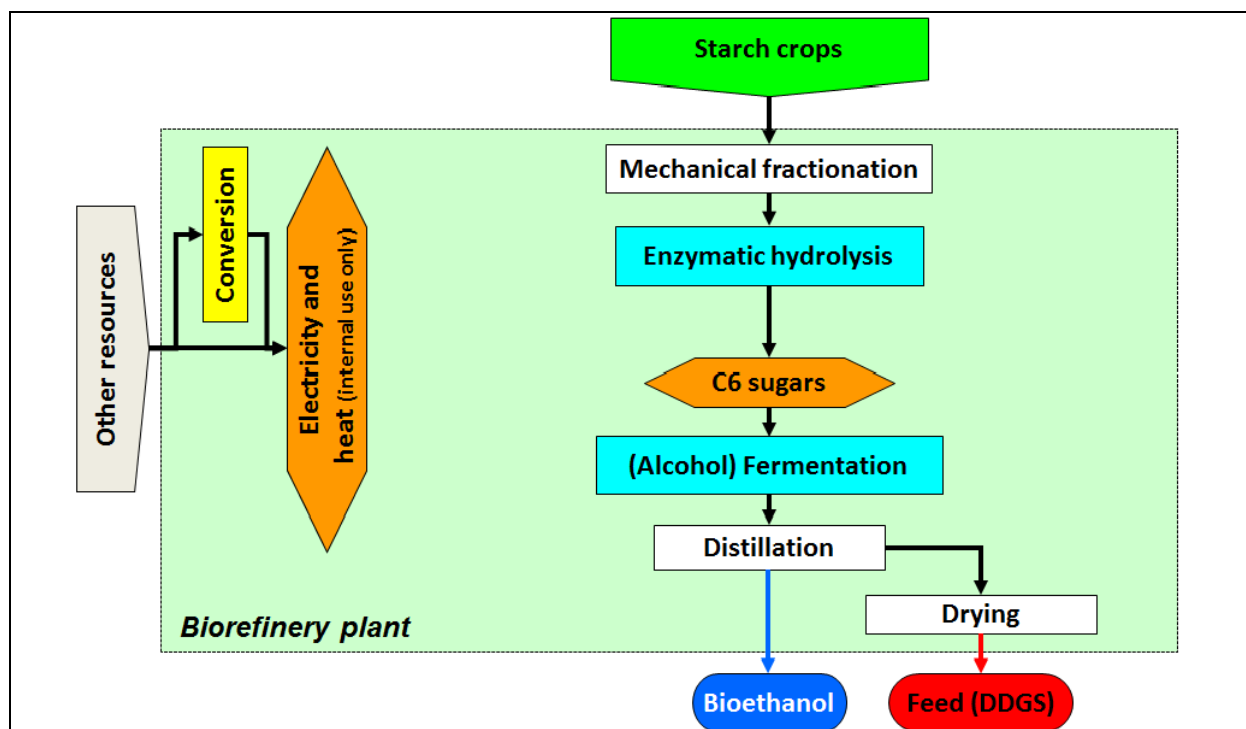 Starch crops
Mechanical fractionation
Enzymatic hydrolysis
C6 sugars
(Alcohol) Fermentation
Distillation
Drying
Bioethanol
Feed (DDGS)
Other resources
Conversion
Electricity and
heat (internal use only)
Biorefinery plant